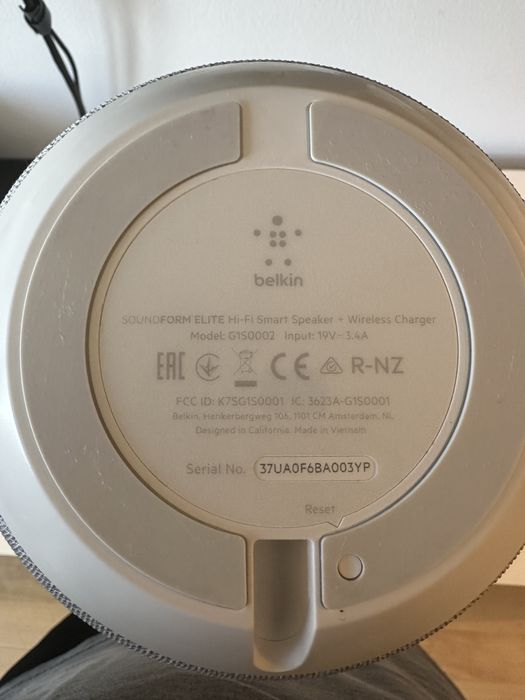 belkin
SOUNDFORM ELITE Hi-Fi Smart Speaker + Wireless Charger
Model: G1S0002 Input: 19V⎓3.4A
EAC CE R-NZ
FCC ID: K7SG1S0001 IC: 3623A-G1S0001
Belkin, Henkerbergweg 106, 1101 CM Amsterdam, NL
Designed in California. Made in Vietnam
Serial No. 37UA0F6BA003YP
Reset